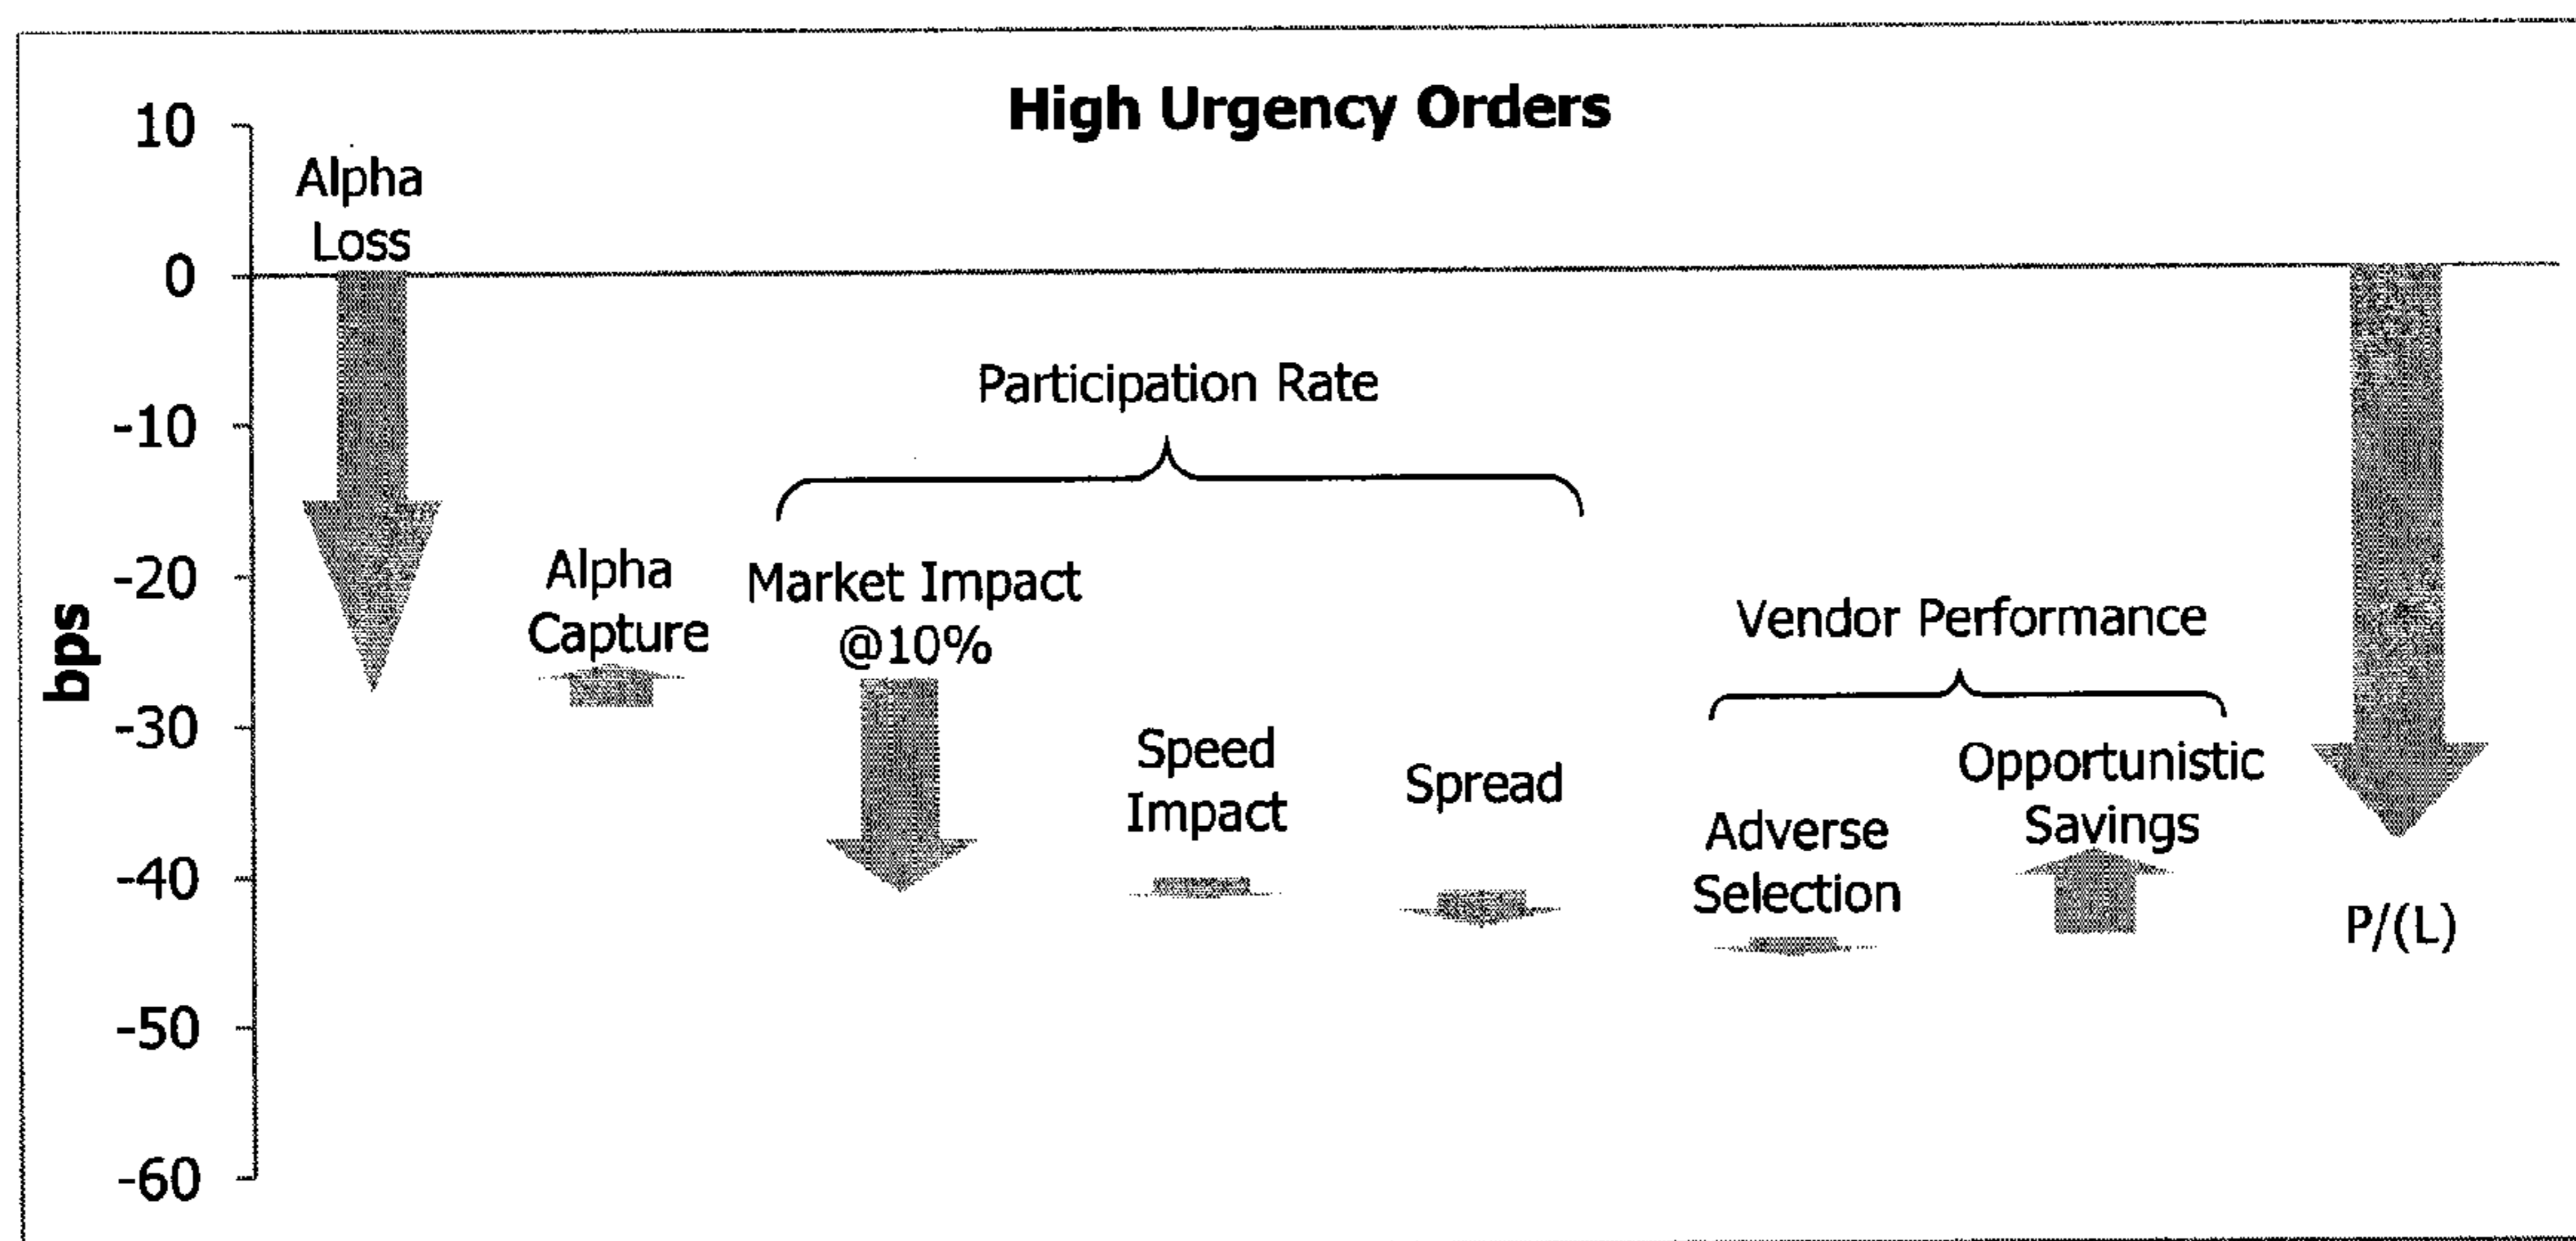 High Urgency Orders
10
Alpha
Loss
0
Participation Rate
-10
Alpha
Capture
Market Impact
@10%
-20
bps
Vendor Performance
-30
Speed
Impact
Spread
Opportunistic
Savings
Adverse
Selection
-40
P/(L)
-50
-60